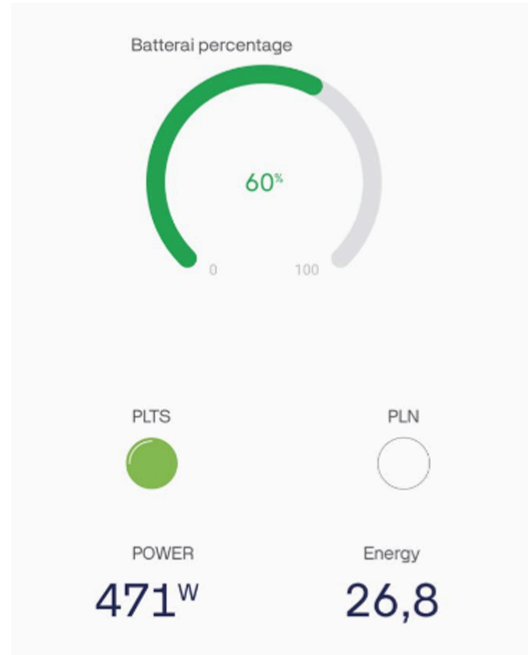 Batterai percentage
60%
0 100
PLTS PLN
POWER Energy
471W 26,8